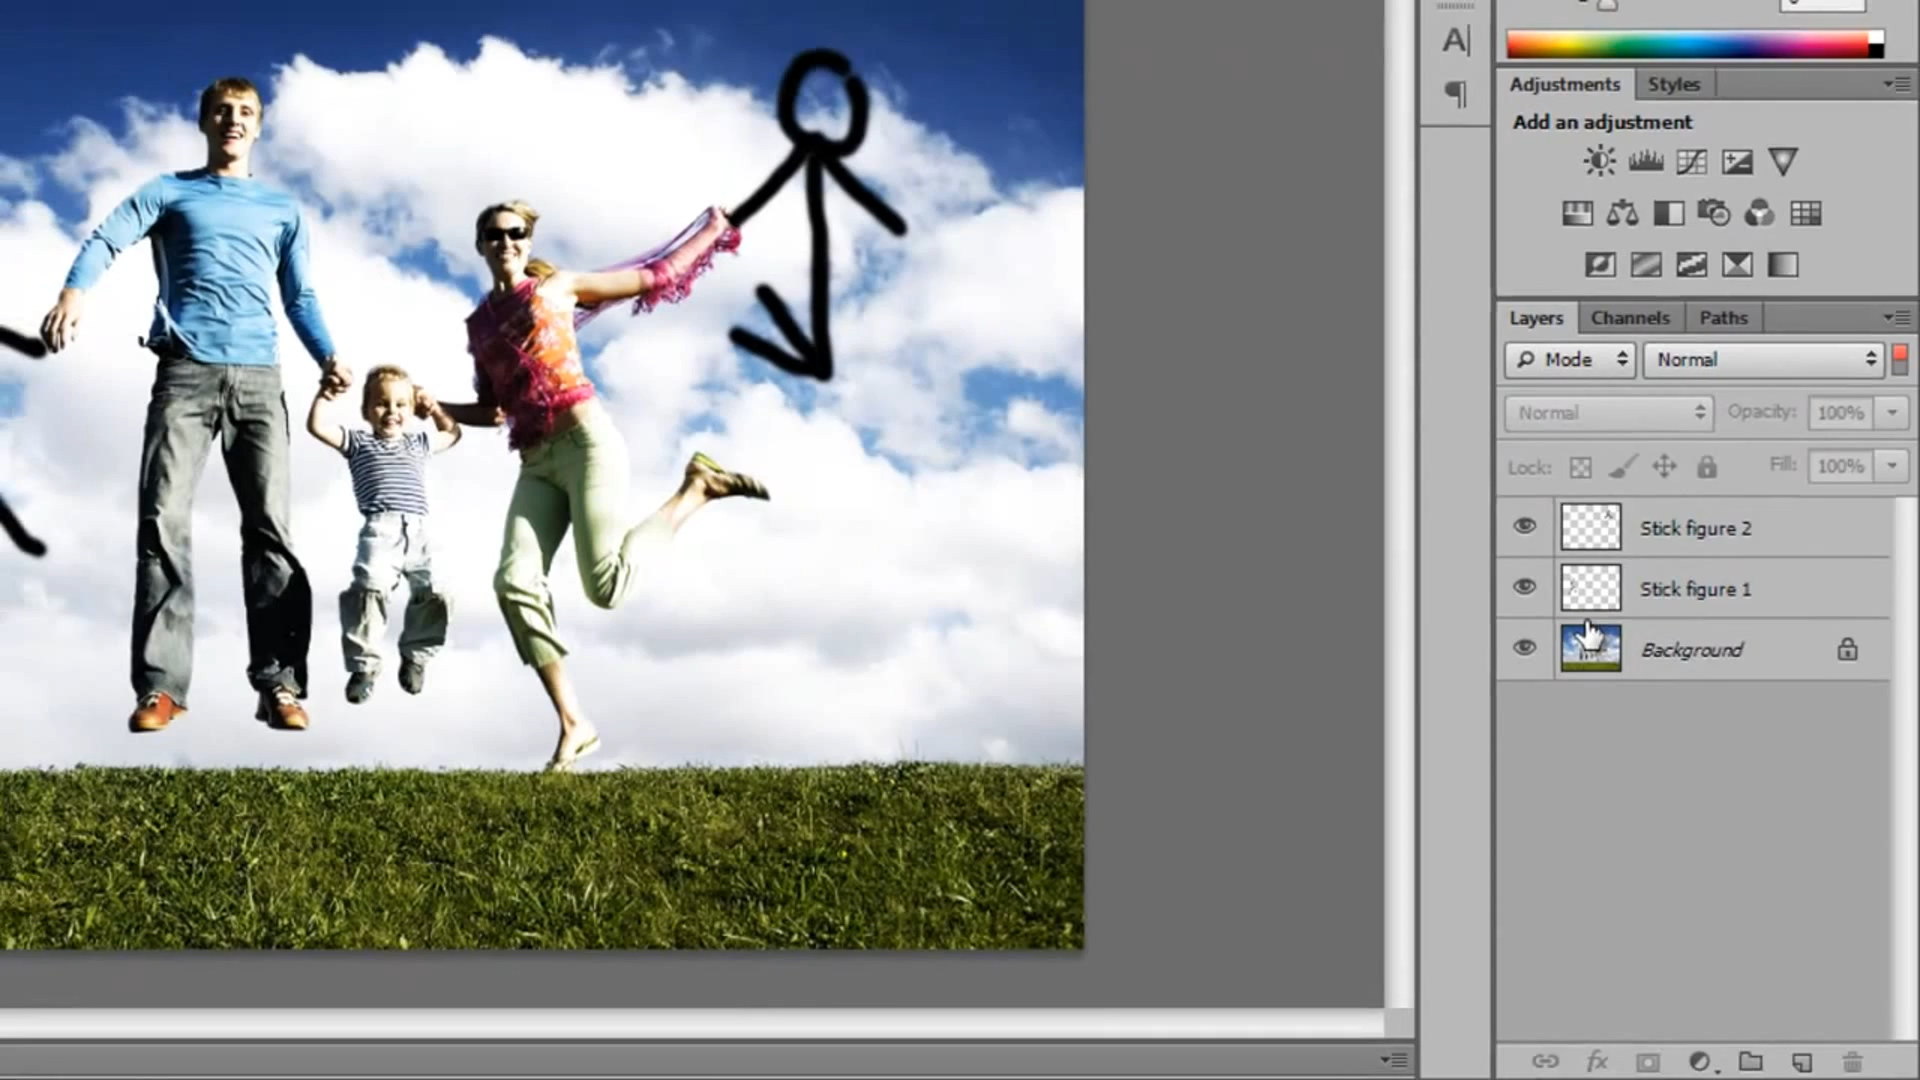 A|
Adjustments Styles
Add an adjustment
Layers Channels Paths
Mode Normal
Normal Opacity: 100%
Lock: Fill: 100%
Stick figure 2
Stick figure 1
Background
fx